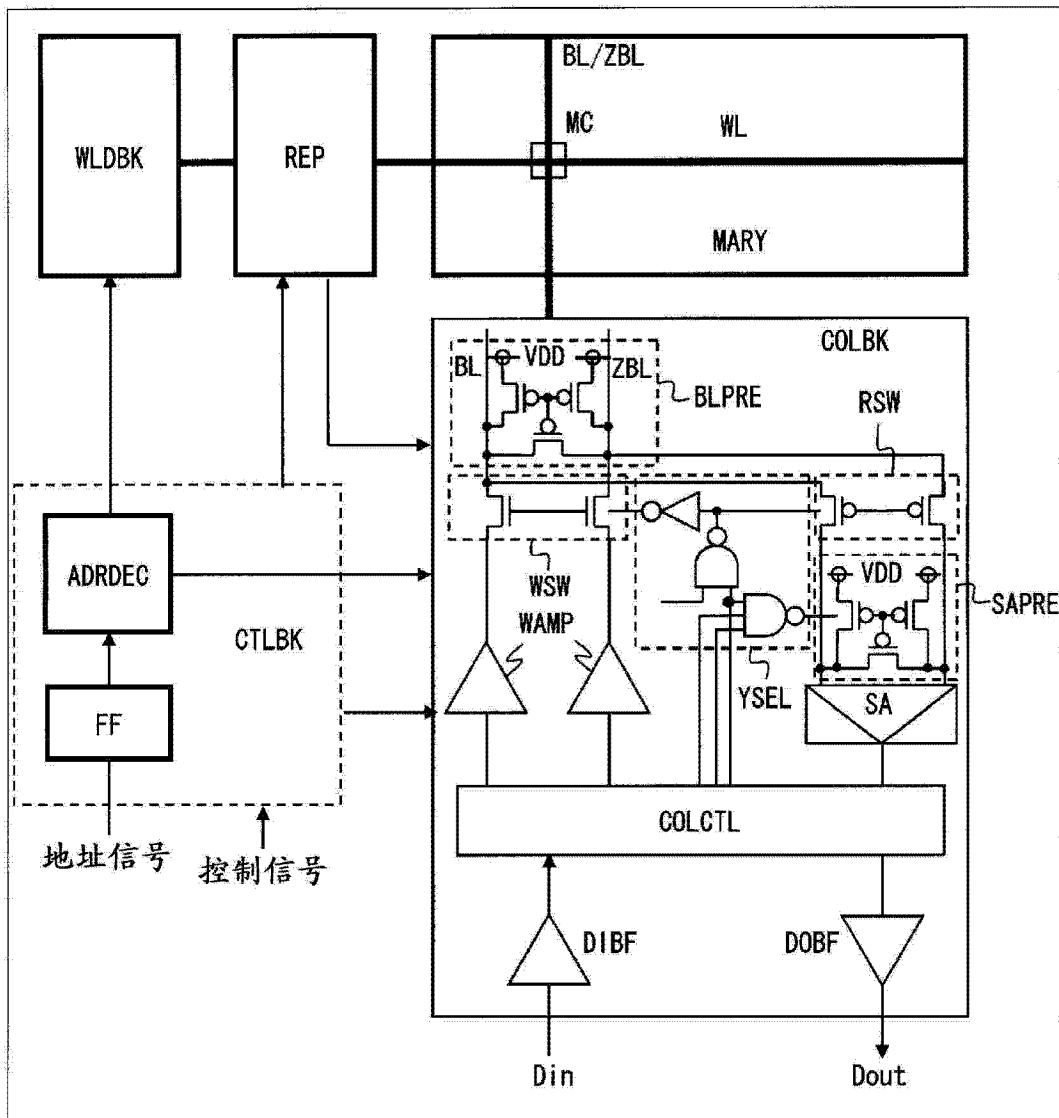 BL/ZBL
MC
WL
WLDBK
REP
MARY
COLBK
BL
VDD
ZBL
BLPRE
RSW
ADRDEC
WSW
VDD
SAPRE
CTLBK
WAMP
YSEL
SA
FF
COLCTL
地址信号
控制信号
DIBF
DOBF
Din
Dout